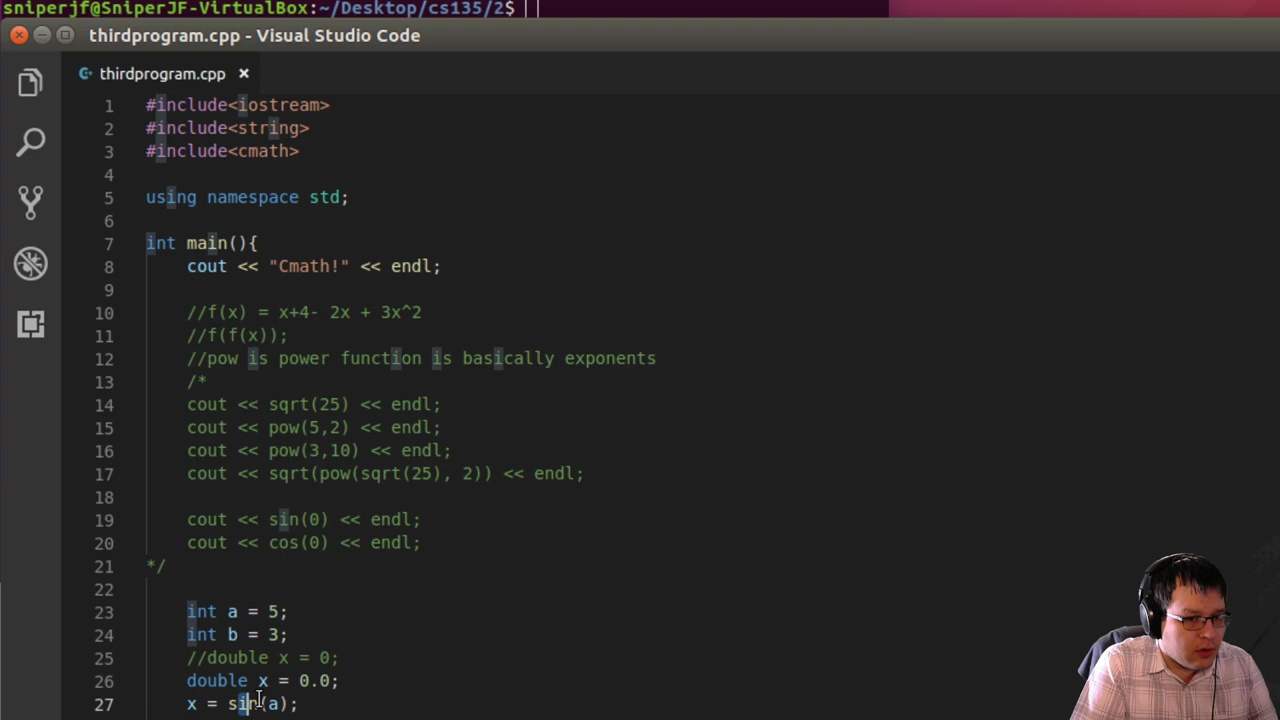 sniperjf@SniperJF-VirtualBox:~/Desktop/cs135/2$
thirdprogram.cpp - Visual Studio Code
thirdprogram.cpp ×
1 #include<iostream>
2 #include<string>
3 #include<cmath>
4
5 using namespace std;
6
7 int main(){
8 cout << "Cmath!" << endl;
9
10 //f(x) = x+4- 2x + 3x^2
11 //f(f(x));
12 //pow is power function is basically exponents
13 /*
14 cout << sqrt(25) << endl;
15 cout << pow(5,2) << endl;
16 cout << pow(3,10) << endl;
17 cout << sqrt(pow(sqrt(25), 2)) << endl;
18
19 cout << sin(0) << endl;
20 cout << cos(0) << endl;
21 */
22
23 int a = 5;
24 int b = 3;
25 //double x = 0;
26 double x = 0.0;
27 x = sin(a);